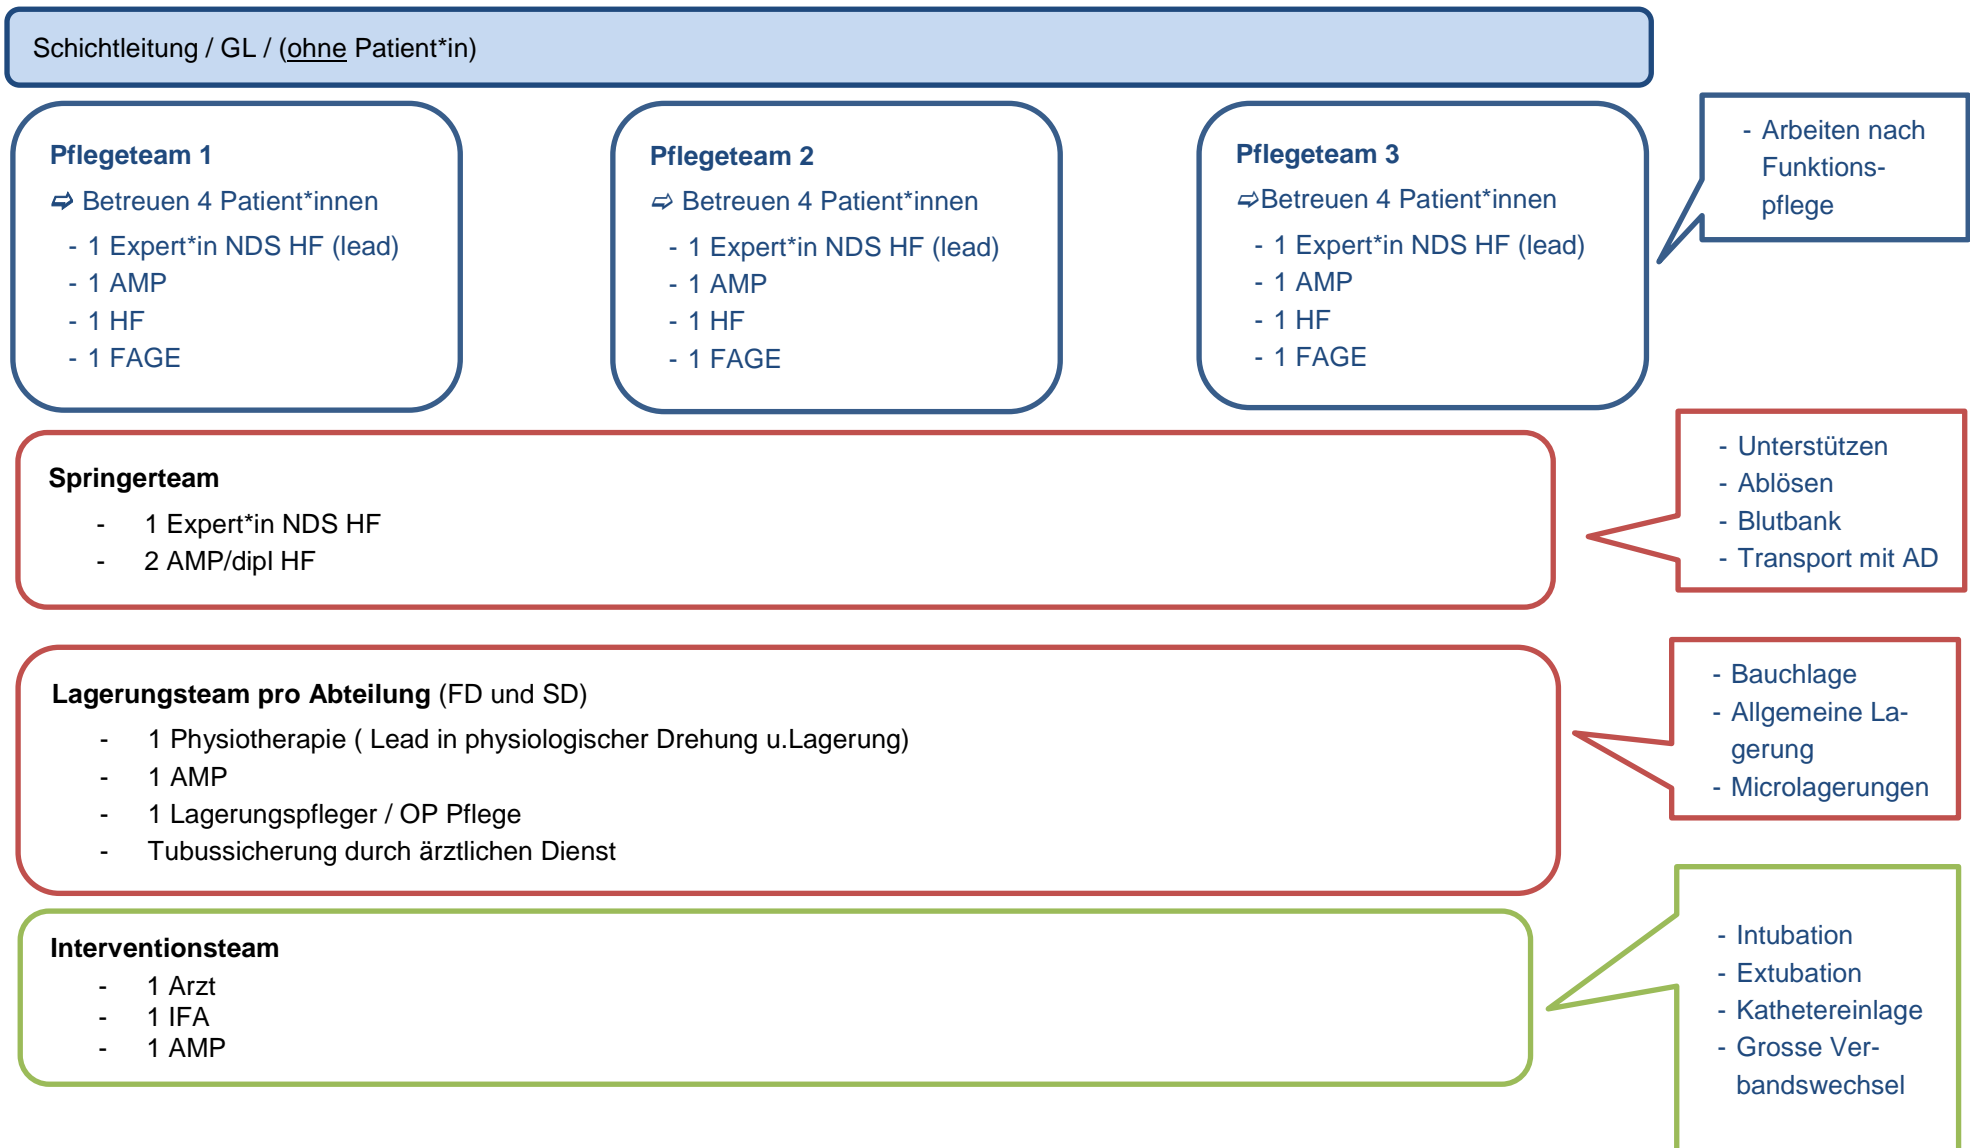 Schichtleitung / GL / (ohne Patient*in)
Pflegeteam 1
⇨ Betreuen 4 Patient*innen
- 1 Expert*in NDS HF (lead)
- 1 AMP
- 1 HF
- 1 FAGE
Pflegeteam 2
⇨ Betreuen 4 Patient*innen
- 1 Expert*in NDS HF (lead)
- 1 AMP
- 1 HF
- 1 FAGE
Pflegeteam 3
⇨Betreuen 4 Patient*innen
- 1 Expert*in NDS HF (lead)
- 1 AMP
- 1 HF
- 1 FAGE
- Arbeiten nach
Funktions-
pflege
Springerteam
- 1 Expert*in NDS HF
- 2 AMP/dipl HF
- Unterstützen
- Ablösen
- Blutbank
- Transport mit AD
Lagerungsteam pro Abteilung (FD und SD)
- 1 Physiotherapie ( Lead in physiologischer Drehung u.Lagerung)
- 1 AMP
- 1 Lagerungspfleger / OP Pflege
- Tubussicherung durch ärztlichen Dienst
- Bauchlage
- Allgemeine La-
gerung
- Microlagerungen
Interventionsteam
- 1 Arzt
- 1 IFA
- 1 AMP
- Intubation
- Extubation
- Kathetereinlage
- Grosse Ver-
bandswechsel